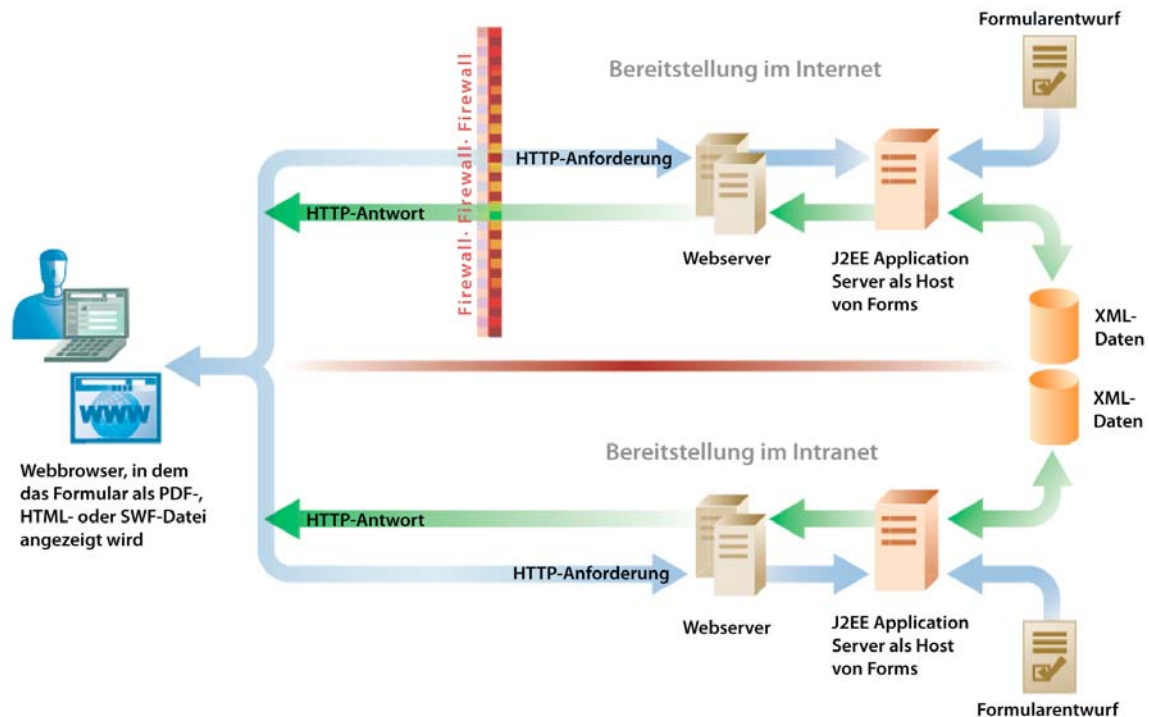 Formularentwurf
Bereitstellung im Internet
Firewall· Firewall· Firewall
HTTP-Anforderung
HTTP-Antwort
Webserver
J2EE Application
Server als Host
von Forms
XML-
Daten
XML-
Daten
WWW
Webbrowser, in dem
das Formular als PDF-,
HTML- oder SWF-Datei
angezeigt wird
Bereitstellung im Intranet
HTTP-Antwort
HTTP-Anforderung
Webserver
J2EE Application
Server als Host
von Forms
Formularentwurf